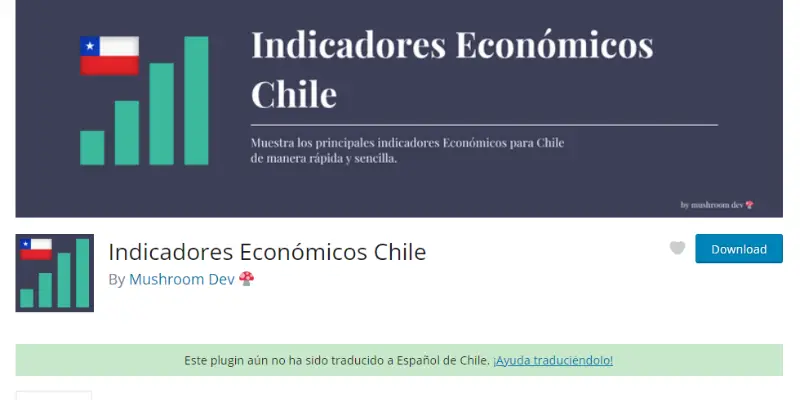 Indicadores Económicos
Chile
Muestra los principales indicadores Económicos para Chile
de manera rápida y sencilla.
by mushroom dev 🍄
Indicadores Económicos Chile
Download
By Mushroom Dev 🍄
Este plugin aún no ha sido traducido a Español de Chile. ¡Ayuda traduciéndolo!